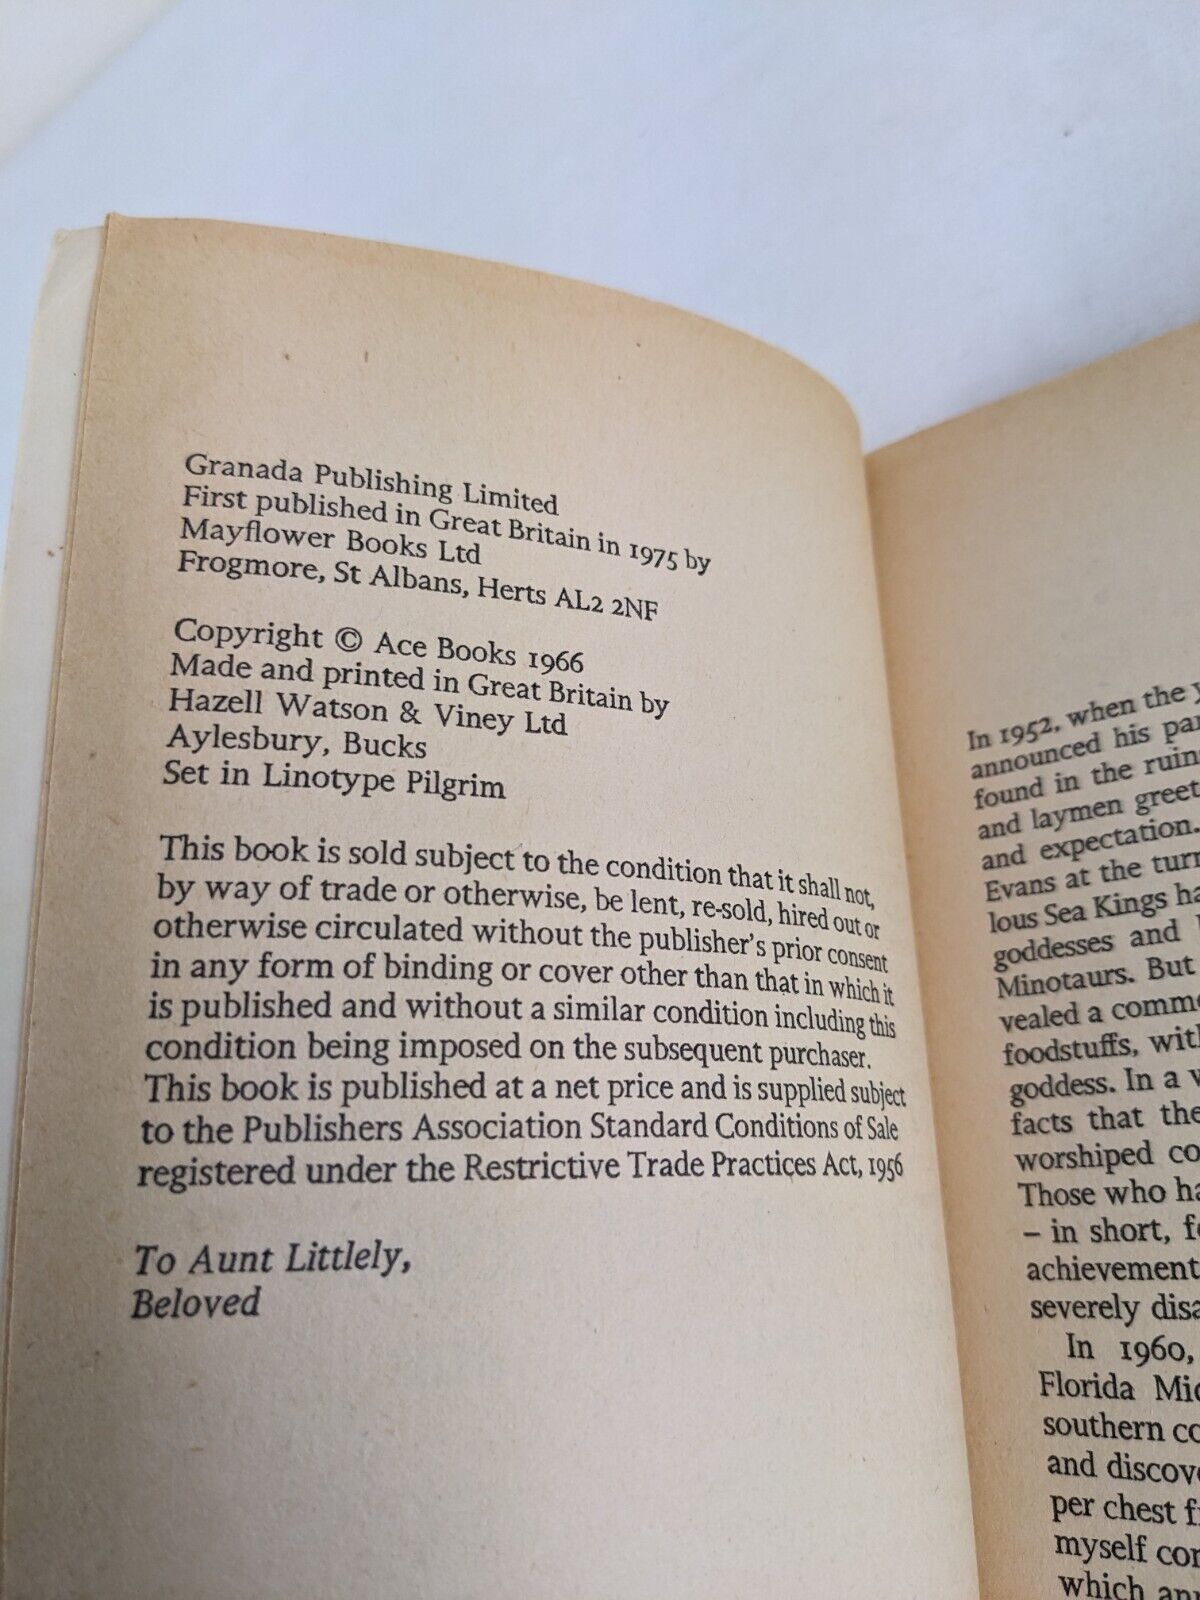 Granada Publishing Limited
First published in Great Britain in 1975 by
Mayflower Books Ltd
Frogmore, St Albans, Herts AL2 2NF
Copyright © Ace Books 1966
Made and printed in Great Britain by
Hazell Watson & Viney Ltd
Aylesbury, Bucks
Set in Linotype Pilgrim
This book is sold subject to the condition that it shall not,
by way of trade or otherwise, be lent, re-sold, hired out or
otherwise circulated without the publisher's prior consent
in any form of binding or cover other than that in which it
is published and without a similar condition including this
condition being imposed on the subsequent purchaser.
This book is published at a net price and is supplied subject
to the Publishers Association Standard Conditions of Sale
registered under the Restrictive Trade Practices Act, 1956
To Aunt Littlely,
Beloved
In 1952, when the
announced his
found in the
and laymen
and expectation.
Evans at the
lous Sea Kings
goddesses and
Minotaurs. But
vealed a
foodstuffs,
goddess. In a
facts that the
worshiped
Those who
– in short,
achievement
severely
In 1960,
Florida
southern
and
per chest
myself
which